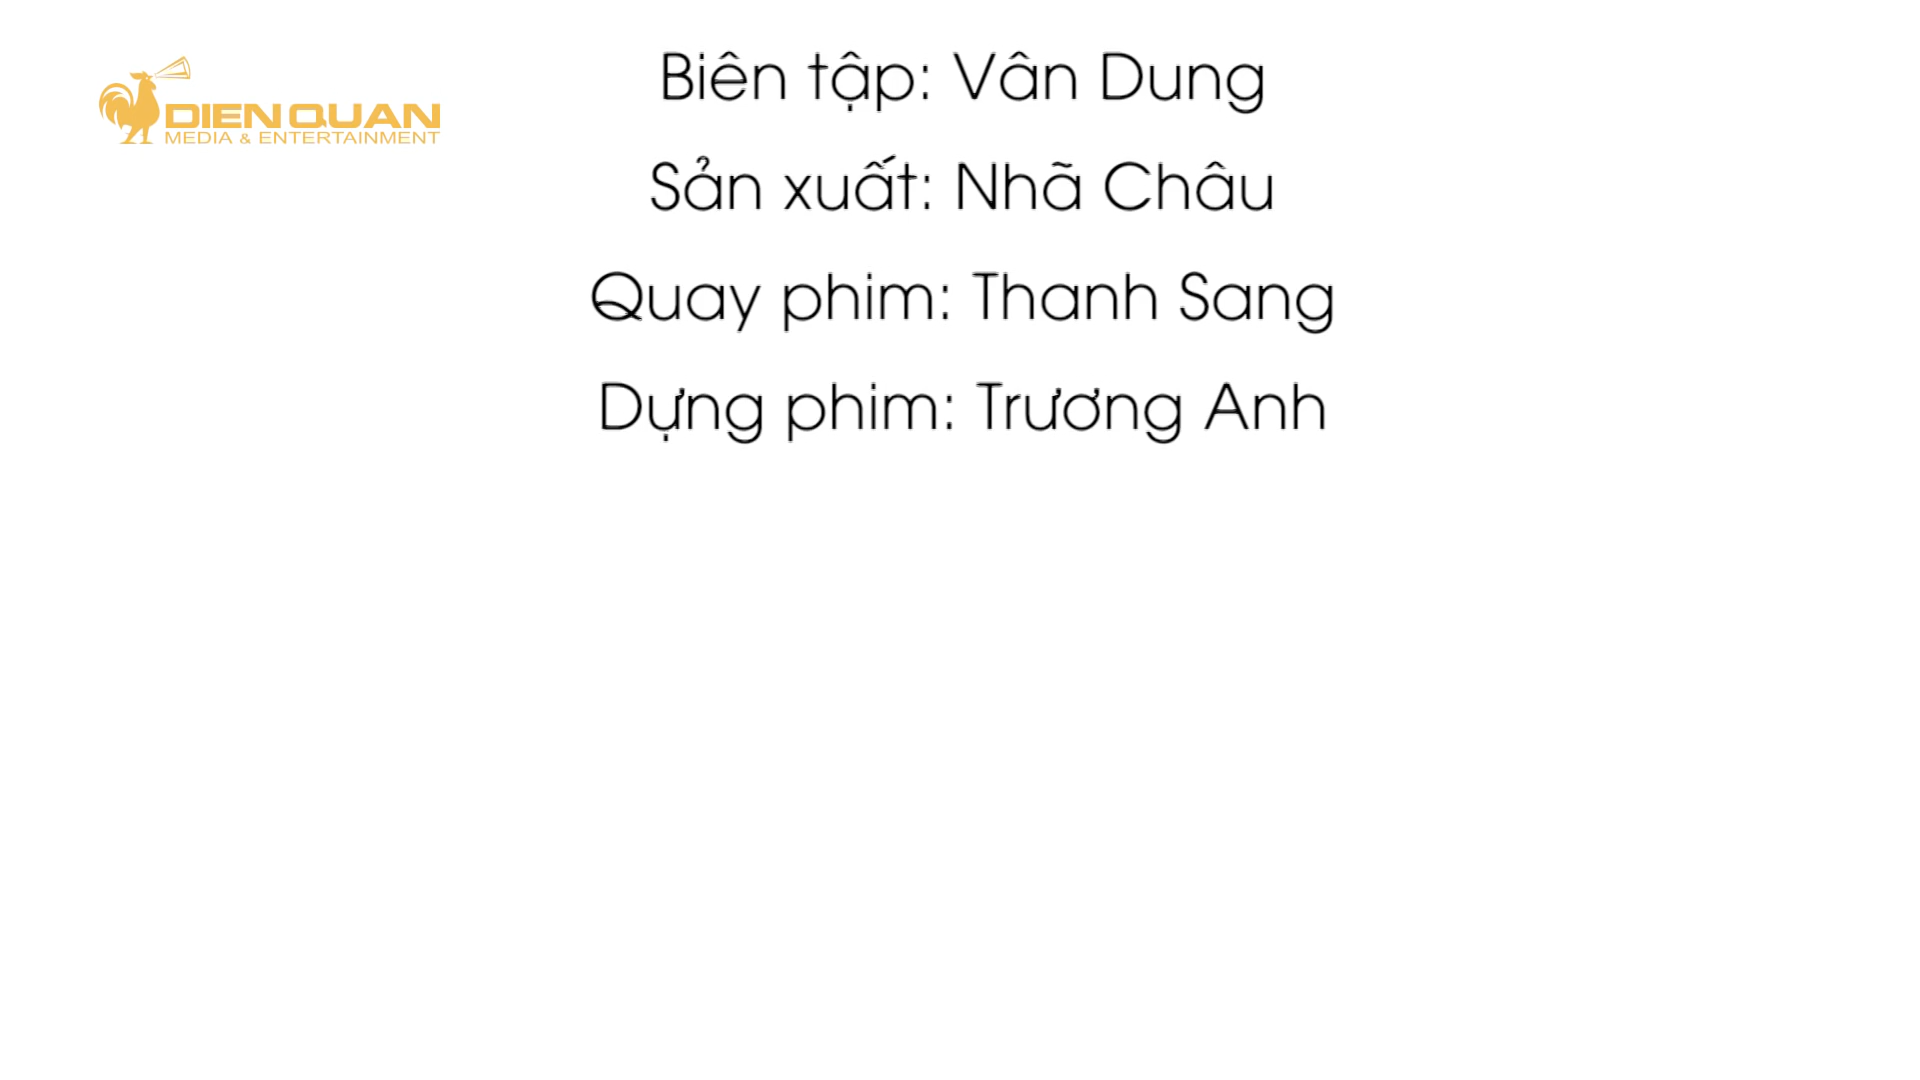 DIEN QUAN
MEDIA & ENTERTAINMENT
Biên tập: Vân Dung
Sản xuất: Nhã Châu
Quay phim: Thanh Sang
Dựng phim: Trương Anh